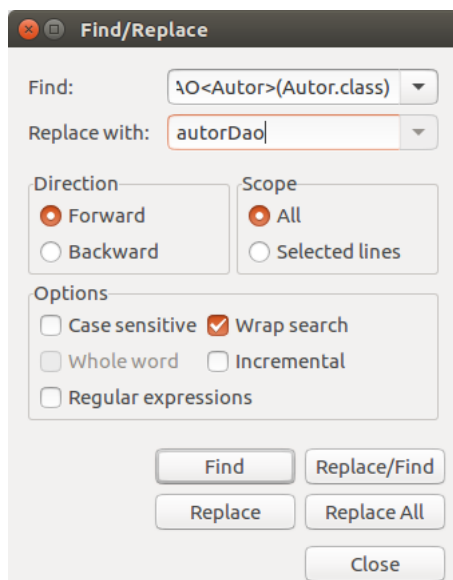 Find/Replace
Find: AO<Autor>(Autor.class)
Replace with: autorDao
Direction
Forward
Backward
Scope
All
Selected lines
Options
Case sensitive Wrap search
Whole word Incremental
Regular expressions
Find Replace/Find
Replace Replace All
Close